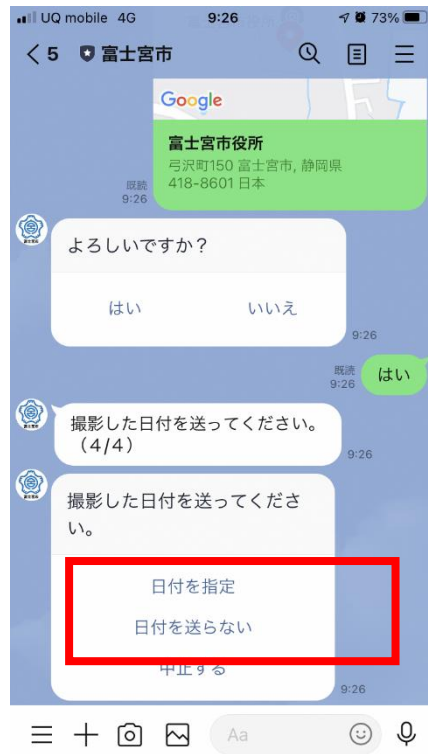 UQ mobile 4G 9:26 73%
5 富士宮市
Google
富士宮市役所
弓沢町150 富士宮市, 静岡県
418-8601 日本
既読
9:26
よろしいですか？
はい いいえ
9:26
既読
9:26
はい
撮影した日付を送ってください。
（4/4）
9:26
撮影した日付を送ってくださ
い。
日付を指定
日付を送らない
中止する
9:26
Aa